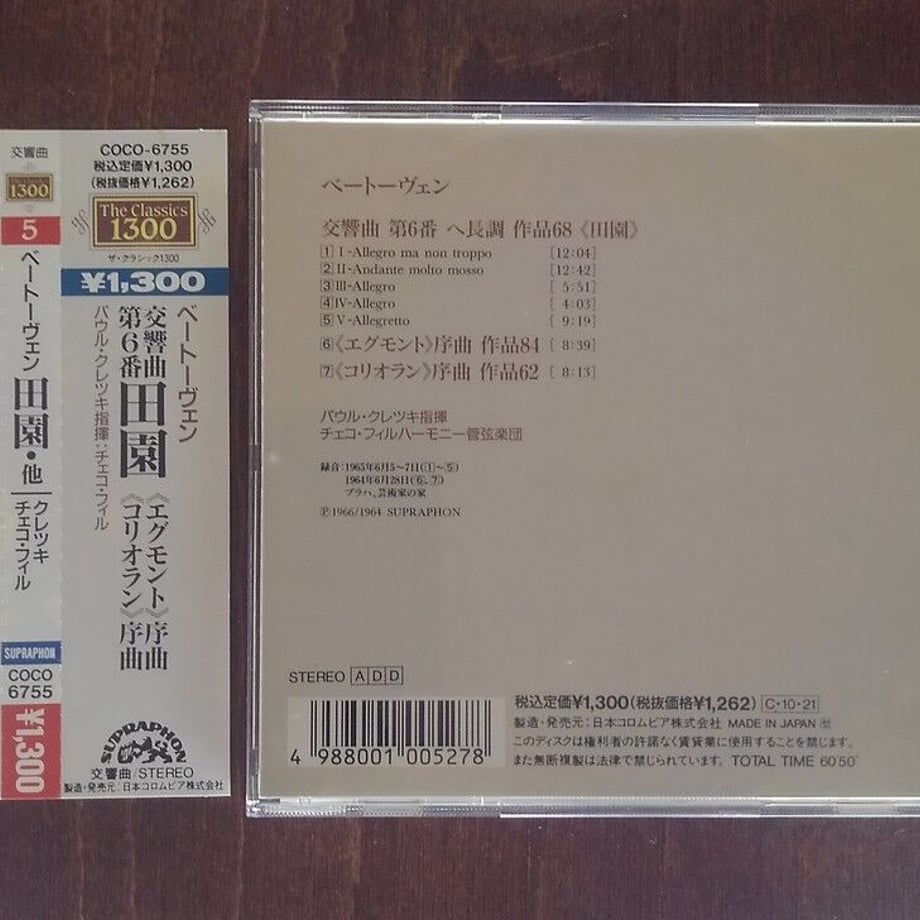 交響曲
The Classics
1300
5
ベートーヴェン 田園・他
クレツキ
チェコ・フィル
SUPRAPHON
COCO
6755
¥1,300
COCO-6755
税込定価¥1,300
(税抜価格¥1,262)
The Classics
1300
ザ・クラシック1300
¥1,300
ベートーヴェン
交響曲
第6番 田園
《エグモント》序曲
《コリオラン》序曲
パウル・クレツキ指揮:チェコ・フィル
SUPRAPHON
交響曲/STEREO
製造・発売元:日本コロムビア株式会社
ベートーヴェン
交響曲 第6番 ヘ長調 作品68《田園》
1 I-Allegro ma non troppo [12:04]
2 II-Andante molto mosso [12:42]
3 III-Allegro [ 5:51]
4 IV-Allegro [ 4:03]
5 V-Allegretto [ 9:19]
6 《エグモント》序曲 作品84 [ 8:39]
7 《コリオラン》序曲 作品62 [ 8:13]
パウル・クレツキ指揮
チェコ・フィルハーモニー管弦楽団
録音:1965年6月5〜7日(1〜5)
1964年6月28日(6、7)
プラハ、芸術家の家
Ⓟ1966/1964 SUPRAPHON
STEREO ADD
4 988001 005278
税込定価¥1,300(税抜価格¥1,262) C・10・21
製造・発売元:日本コロムビア株式会社 MADE IN JAPAN
このディスクは権利者の許諾なく賃貸業に使用することを禁じます。
また無断複製は法律で禁じられています。 TOTAL TIME 60'50"